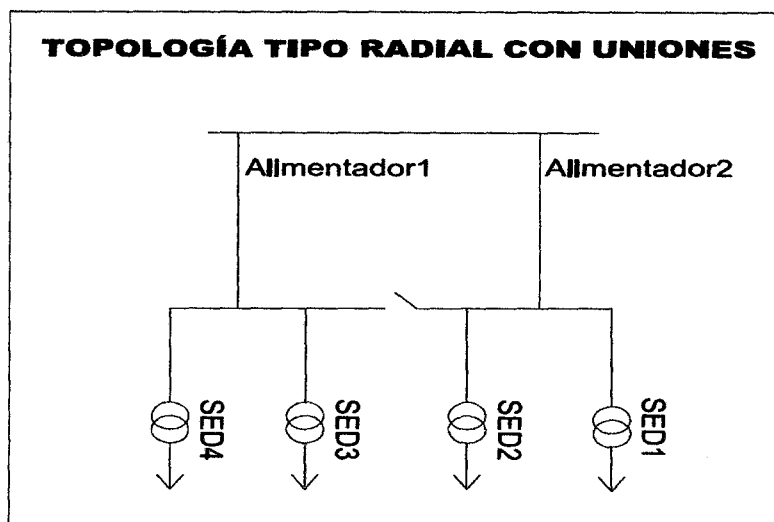 TOPOLOGÍA TIPO RADIAL CON UNIONES
Alimentador1
Alimentador2
SED4
SED3
SED2
SED1